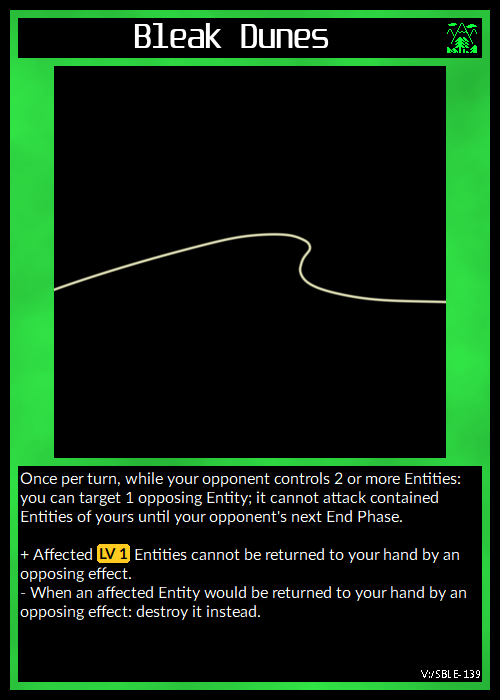 Bleak Dunes
Once per turn, while your opponent controls 2 or more Entities:
you can target 1 opposing Entity; it cannot attack contained
Entities of yours until your opponent's next End Phase.
+ Affected LV 1 Entities cannot be returned to your hand by an
opposing effect.
- When an affected Entity would be returned to your hand by an
opposing effect: destroy it instead.
V:/SBLE-139